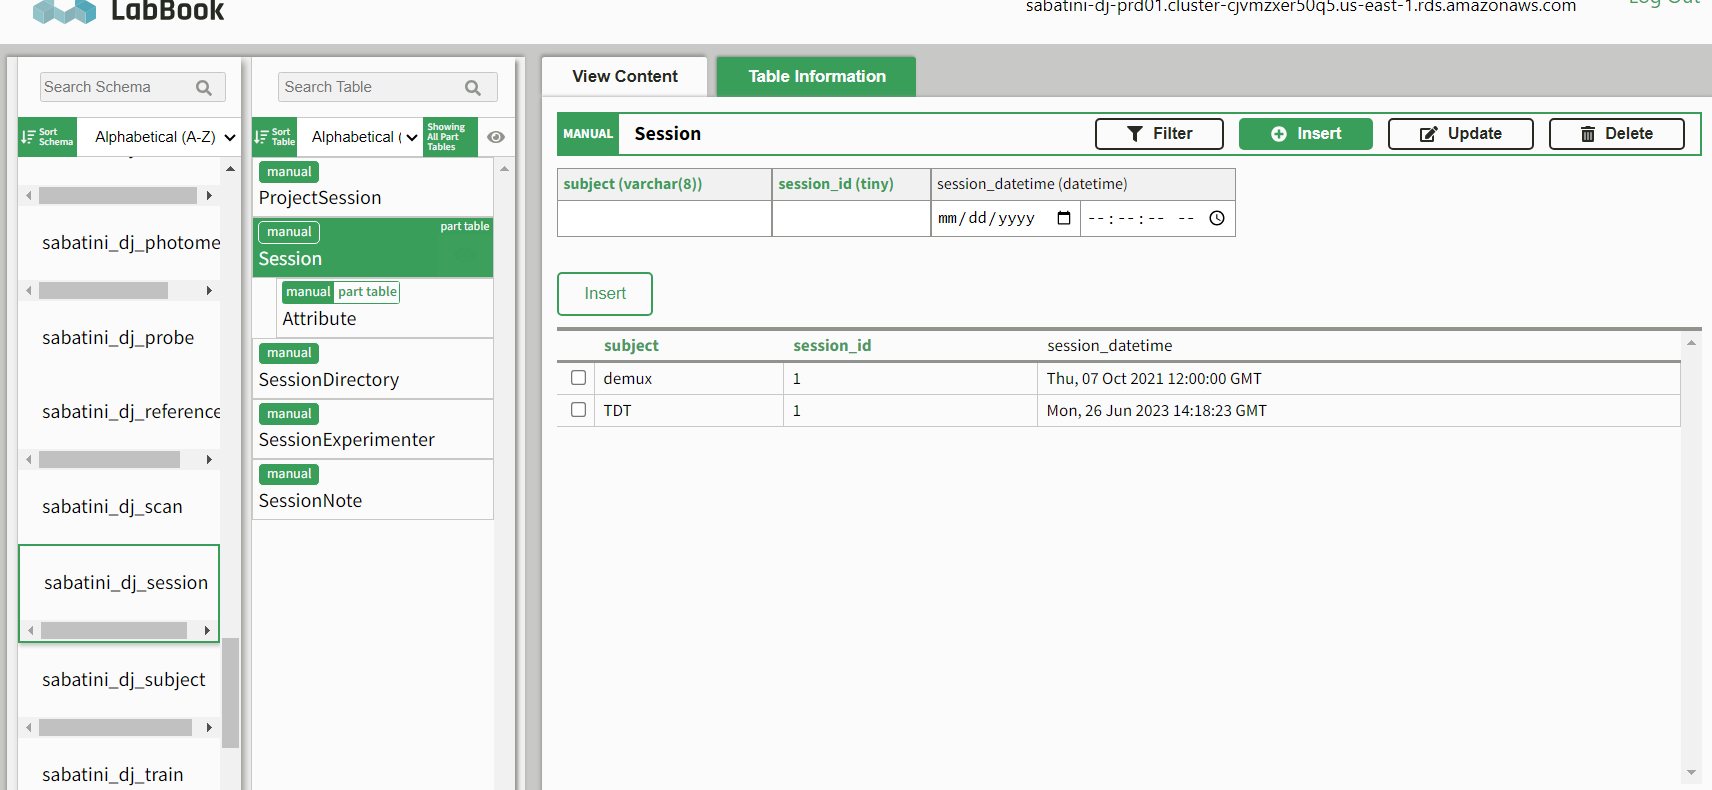 LabBook
sabatini-dj-prd01.cluster-cjvmzxer50q5.us-east-1.rds.amazonaws.com
Log Out
Search Schema
Sort Schema
Alphabetical (A-Z)
sabatini_dj_photome
sabatini_dj_probe
sabatini_dj_reference
sabatini_dj_scan
sabatini_dj_session
sabatini_dj_subject
sabatini_dj_train
Search Table
Sort Table
Alphabetical (
Showing All Part Tables
manual
ProjectSession
manual part table
Session
manual part table
Attribute
manual
SessionDirectory
manual
SessionExperimenter
manual
SessionNote
View Content
Table Information
MANUAL Session Filter Insert Update Delete
subject (varchar(8)) session_id (tiny) session_datetime (datetime)
mm/dd/yyyy --:--:-- --
Insert
subject session_id session_datetime
demux 1 Thu, 07 Oct 2021 12:00:00 GMT
TDT 1 Mon, 26 Jun 2023 14:18:23 GMT